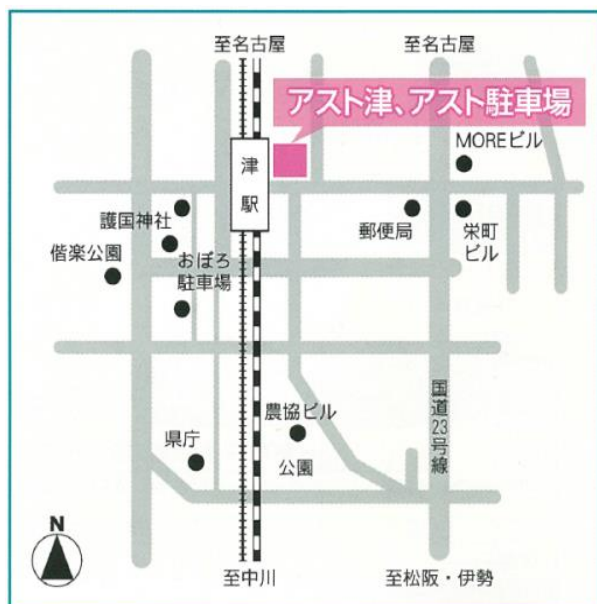 至名古屋
至名古屋
アスト津、アスト駐車場
MOREビル
津
駅
護国神社
郵便局
栄町
ビル
偕楽公園
おぼろ
駐車場
国道23号線
農協ビル
県庁
公園
N
至中川
至松阪・伊勢